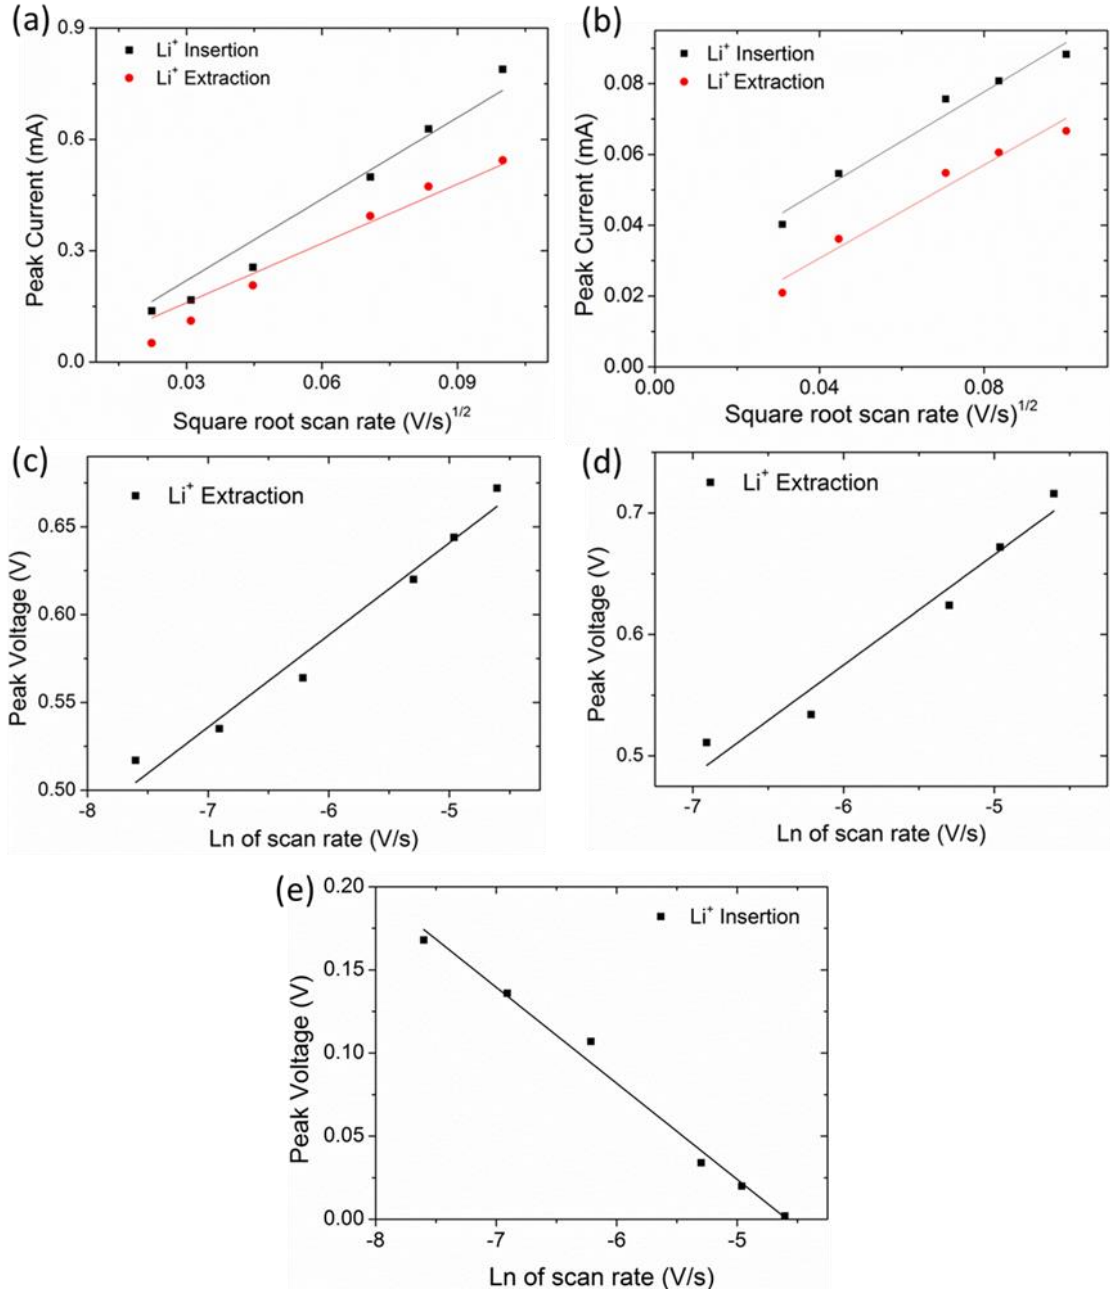 (a)
0.9
0.6
0.3
0.0
Peak Current (mA)
Li⁺ Insertion
Li⁺ Extraction
0.03 0.06 0.09
Square root scan rate (V/s)^1/2
(b)
0.08
0.06
0.04
0.02
0.00
Peak Current (mA)
Li⁺ Insertion
Li⁺ Extraction
0.00 0.04 0.08
Square root scan rate (V/s)^1/2
(c)
0.65
0.60
0.55
0.50
Peak Voltage (V)
Li⁺ Extraction
-8 -7 -6 -5
Ln of scan rate (V/s)
(d)
0.7
0.6
0.5
Peak Voltage (V)
Li⁺ Extraction
-7 -6 -5
Ln of scan rate (V/s)
(e)
0.20
0.15
0.10
0.05
0.00
Peak Voltage (V)
Li⁺ Insertion
-8 -7 -6 -5
Ln of scan rate (V/s)